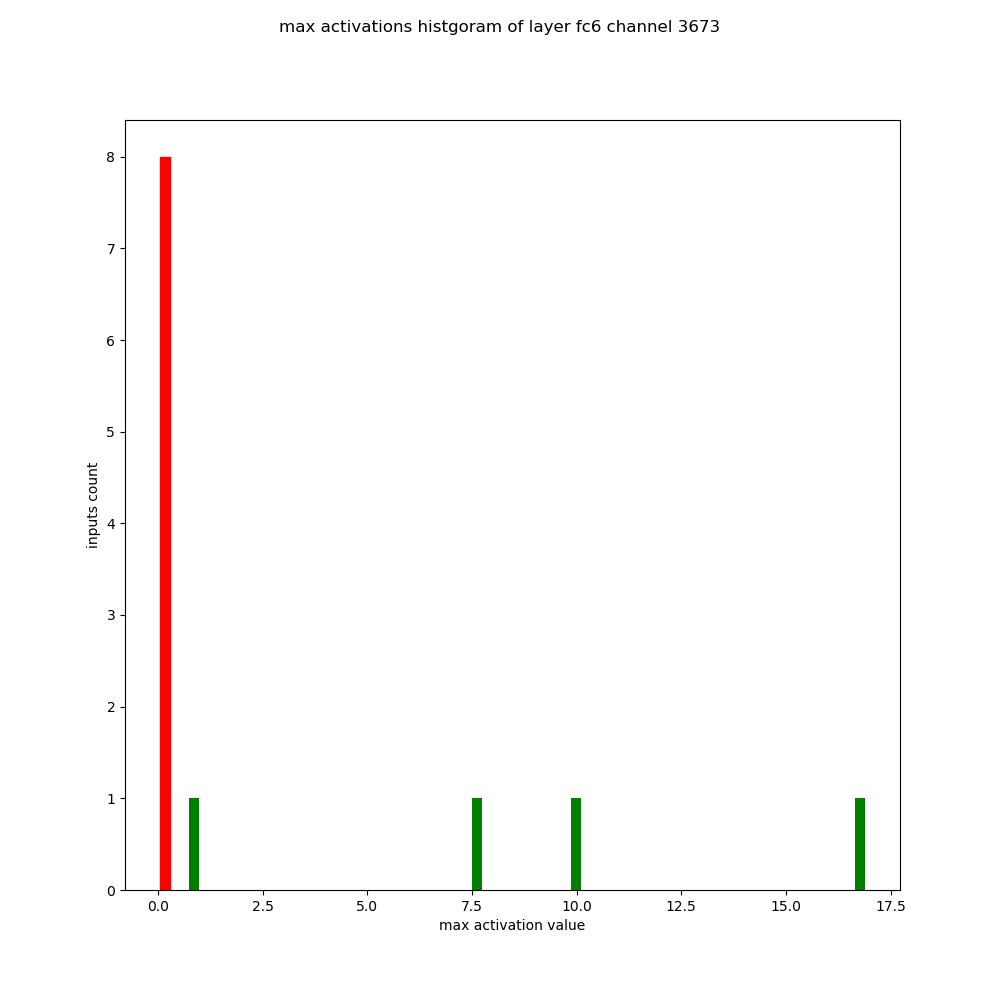 max activations histgoram of layer fc6 channel 3673
8
7
6
5
4
3
2
1
0
inputs count
0.0 2.5 5.0 7.5 10.0 12.5 15.0 17.5
max activation value